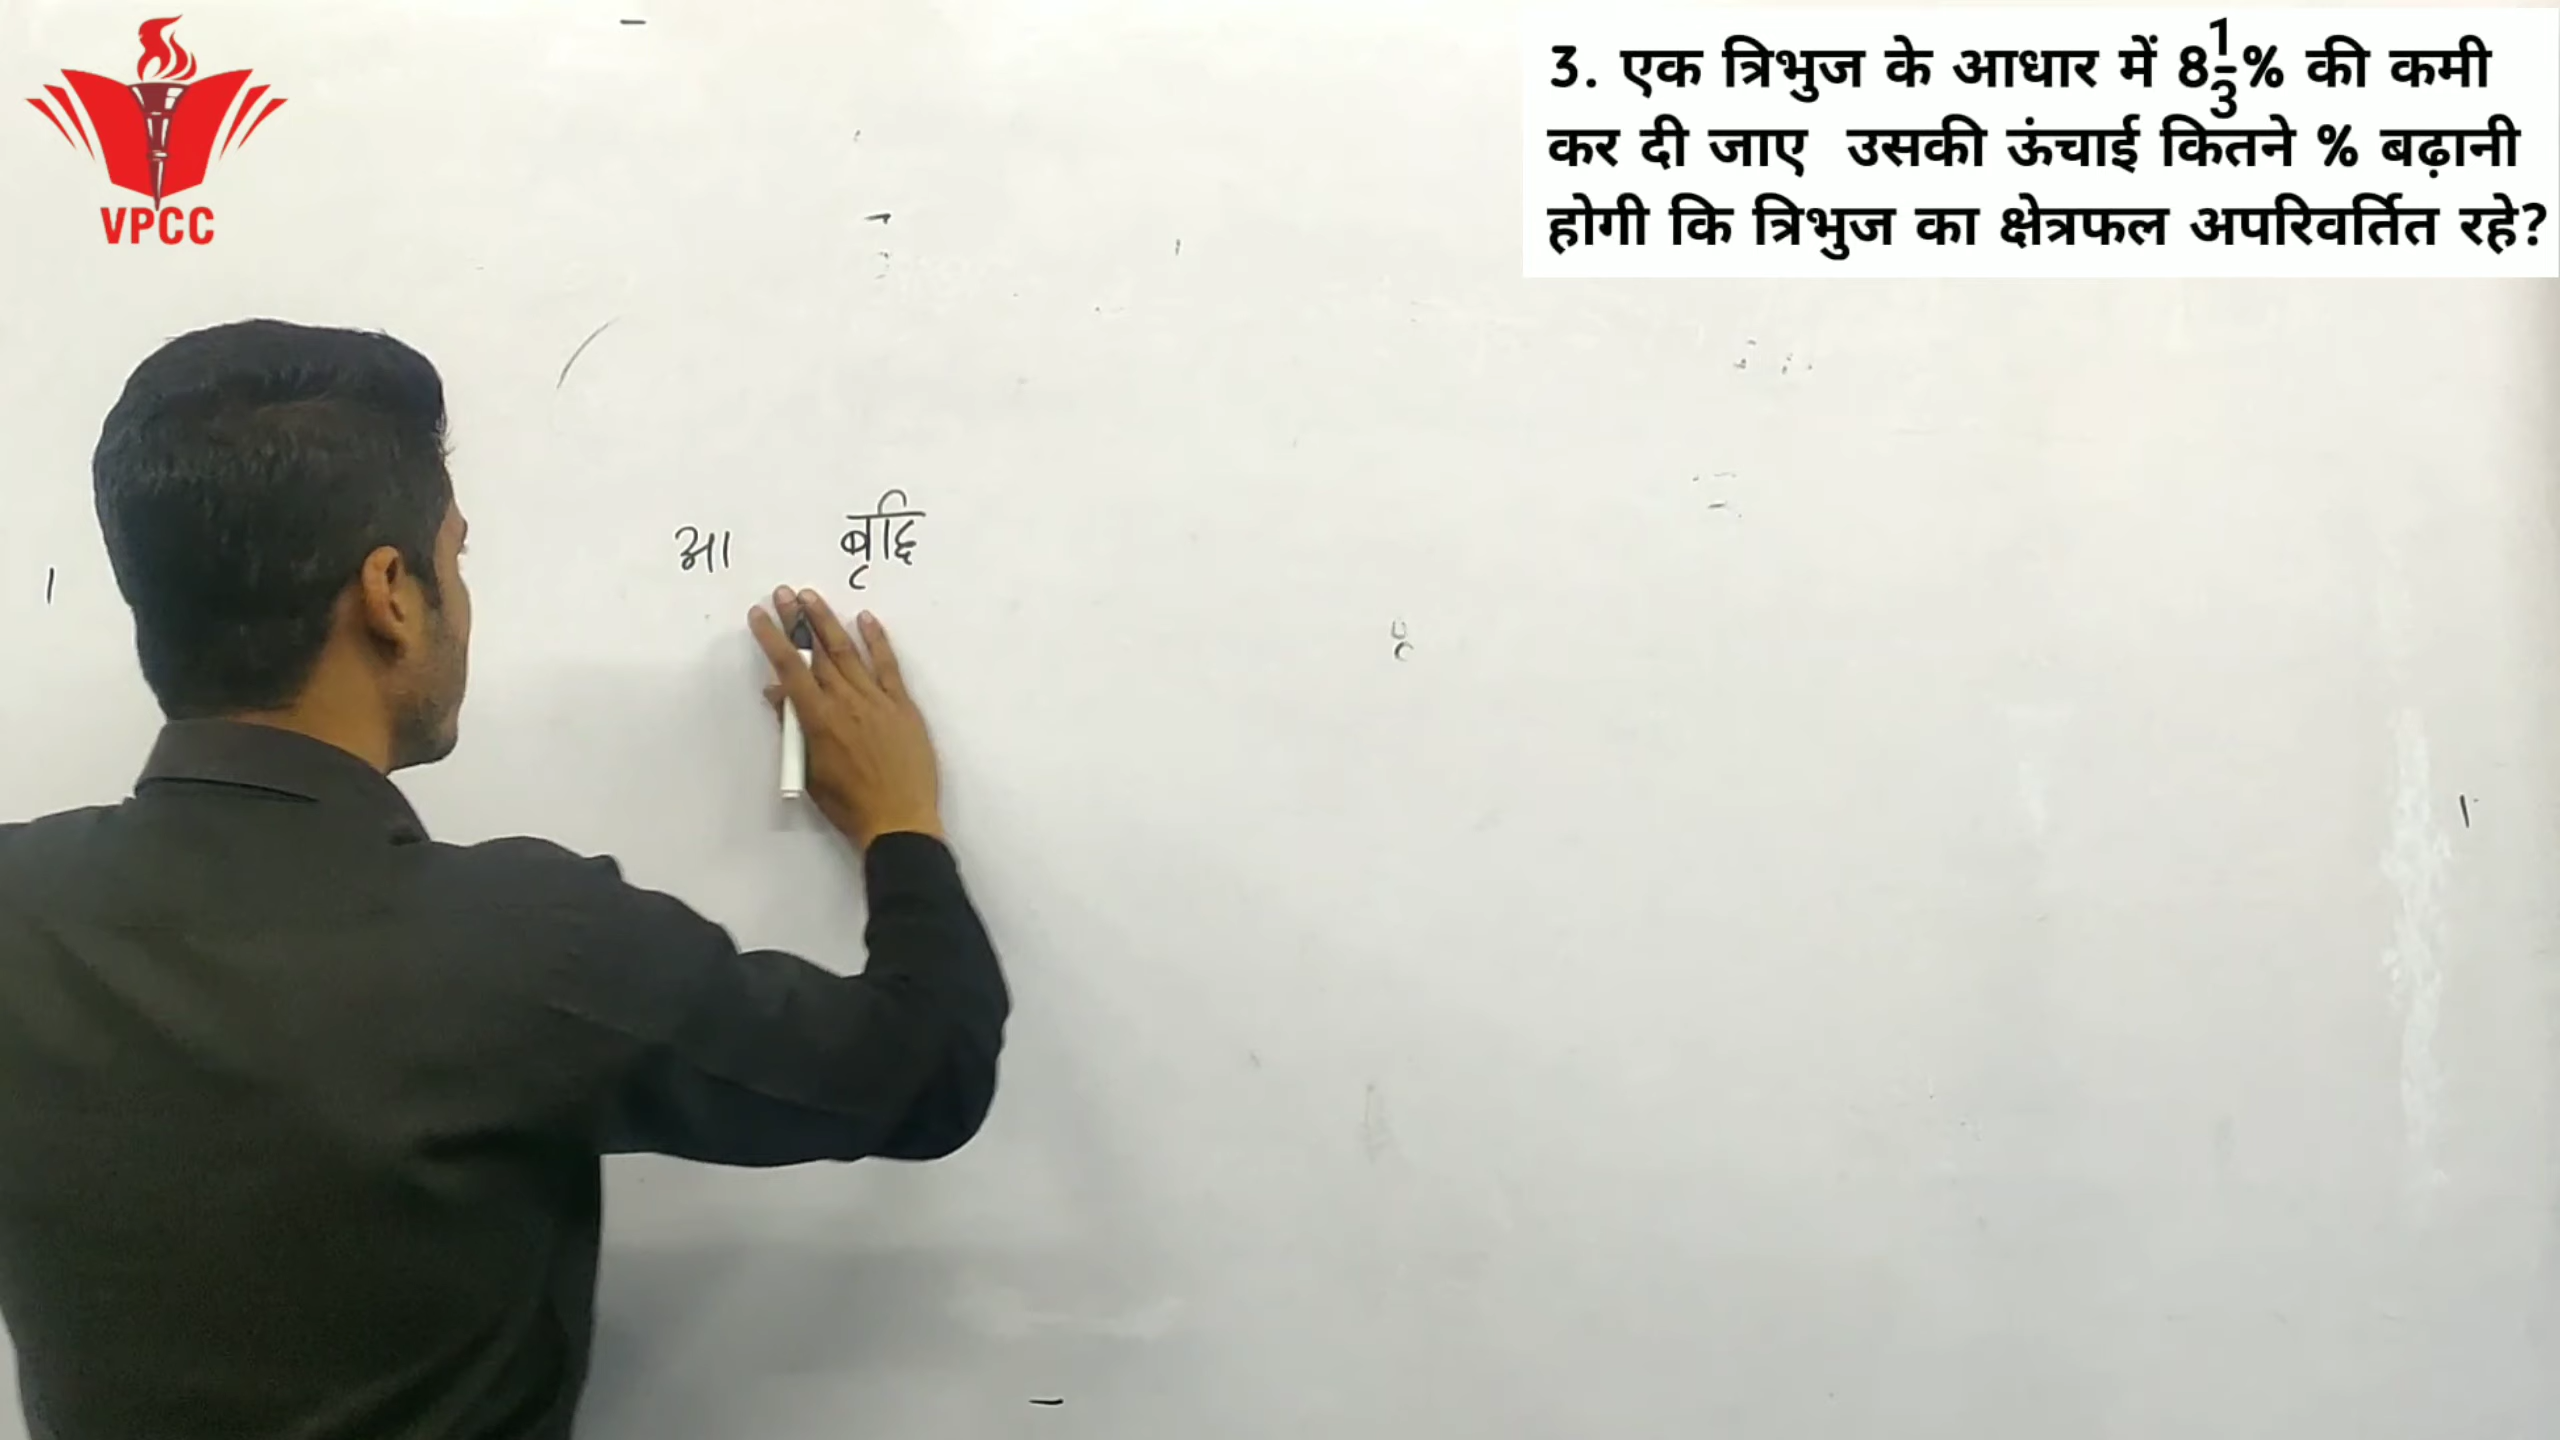 VPCC
3. एक त्रिभुज के आधार में 8⅓% की कमी
कर दी जाए उसकी ऊंचाई कितने % बढ़ानी
होगी कि त्रिभुज का क्षेत्रफल अपरिवर्तित रहे?
आ बृद्धि